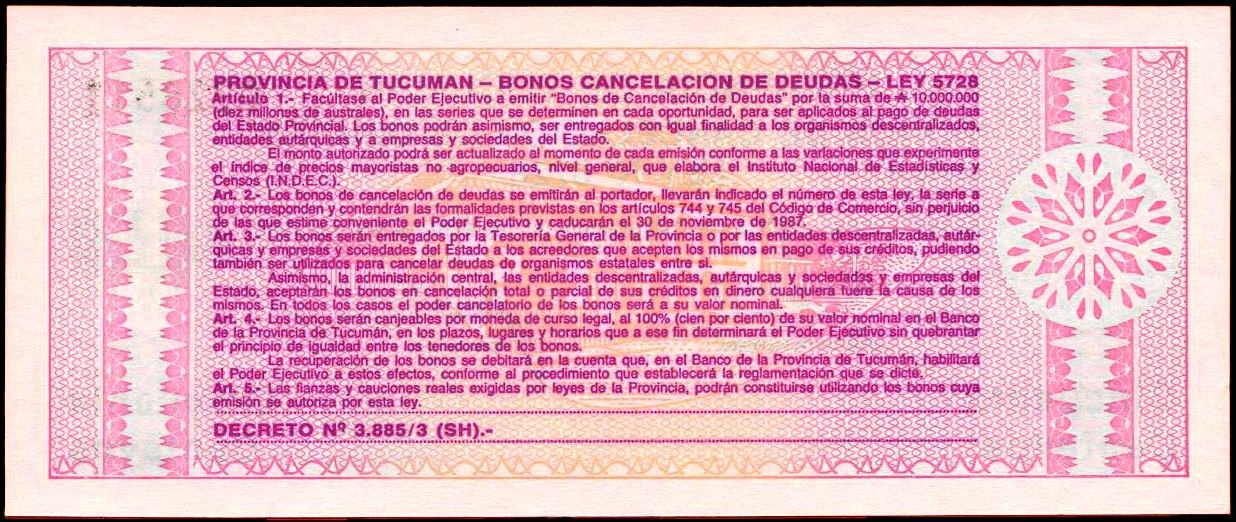 PROVINCIA DE TUCUMAN – BONOS CANCELACION DE DEUDAS – LEY 5728
Artículo 1.- Facúltase al Poder Ejecutivo a emitir "Bonos de Cancelación de Deudas" por la suma de ₳ 10.000.000
(diez millones de australes), en las series que se determinen en cada oportunidad, para ser aplicados al pago de deudas
del Estado Provincial. Los bonos podrán asimismo, ser entregados con igual finalidad a los organismos descentralizados,
entidades autárquicas y a empresas y sociedades del Estado.
El monto autorizado podrá ser actualizado al momento de cada emisión conforme a las variaciones que experimente
el índice de precios mayoristas no agropecuarios, nivel general, que elabora el Instituto Nacional de Estadísticas y
Censos (I.N.D.E.C.).
Art. 2.- Los bonos de cancelación de deudas se emitirán al portador, llevarán indicado el número de esta ley, la serie a
que corresponden y contendrán las formalidades previstas en los artículos 744 y 745 del Código de Comercio, sin perjuicio
de las que estime conveniente el Poder Ejecutivo y caducarán el 30 de noviembre de 1987.
Art. 3.- Los bonos serán entregados por la Tesorería General de la Provincia o por las entidades descentralizadas, autár-
quicas y empresas y sociedades del Estado a los acreedores que acepten los mismos en pago de sus créditos, pudiendo
también ser utilizados para cancelar deudas de organismos estatales entre sí.
Asimismo, la administración central, las entidades descentralizadas, autárquicas y sociedades y empresas del
Estado, aceptarán los bonos en cancelación total o parcial de sus créditos en dinero cualquiera fuere la causa de los
mismos. En todos los casos el poder cancelatorio de los bonos será a su valor nominal.
Art. 4.- Los bonos serán canjeables por moneda de curso legal, al 100% (cien por ciento) de su valor nominal en el Banco
de la Provincia de Tucumán, en los plazos, lugares y horarios que a ese fin determinará el Poder Ejecutivo sin quebrantar
el principio de igualdad entre los tenedores de los bonos.
La recuperación de los bonos se debitará en la cuenta que, en el Banco de la Provincia de Tucumán, habilitará
el Poder Ejecutivo a estos efectos, conforme al procedimiento que establecerá la reglamentación que se dicte.
Art. 5.- Las fianzas y cauciones reales exigidas por leyes de la Provincia, podrán constituirse utilizando los bonos cuya
emisión se autoriza por esta ley.
DECRETO Nº 3.885/3 (SH).-